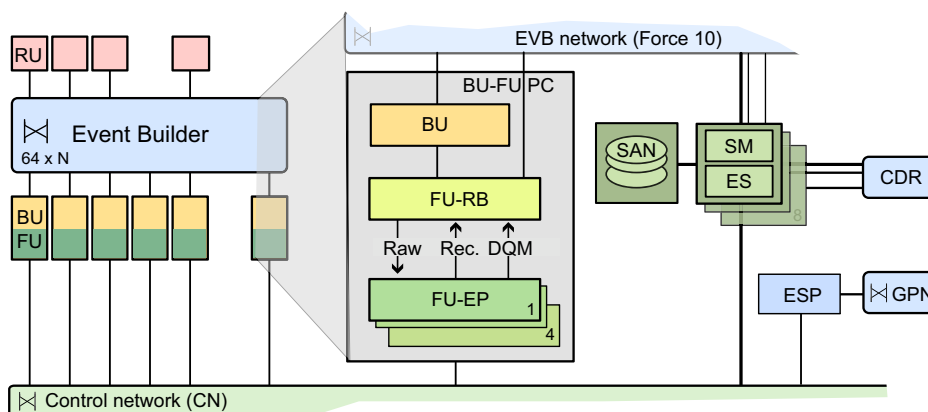 EVB network (Force 10)
RU
BU-FU PC
Event Builder
64 x N
BU
SAN
SM
ES
CDR
8
FU-RB
BU
FU
Raw Rec. DQM
FU-EP
1
4
ESP
GPN
Control network (CN)